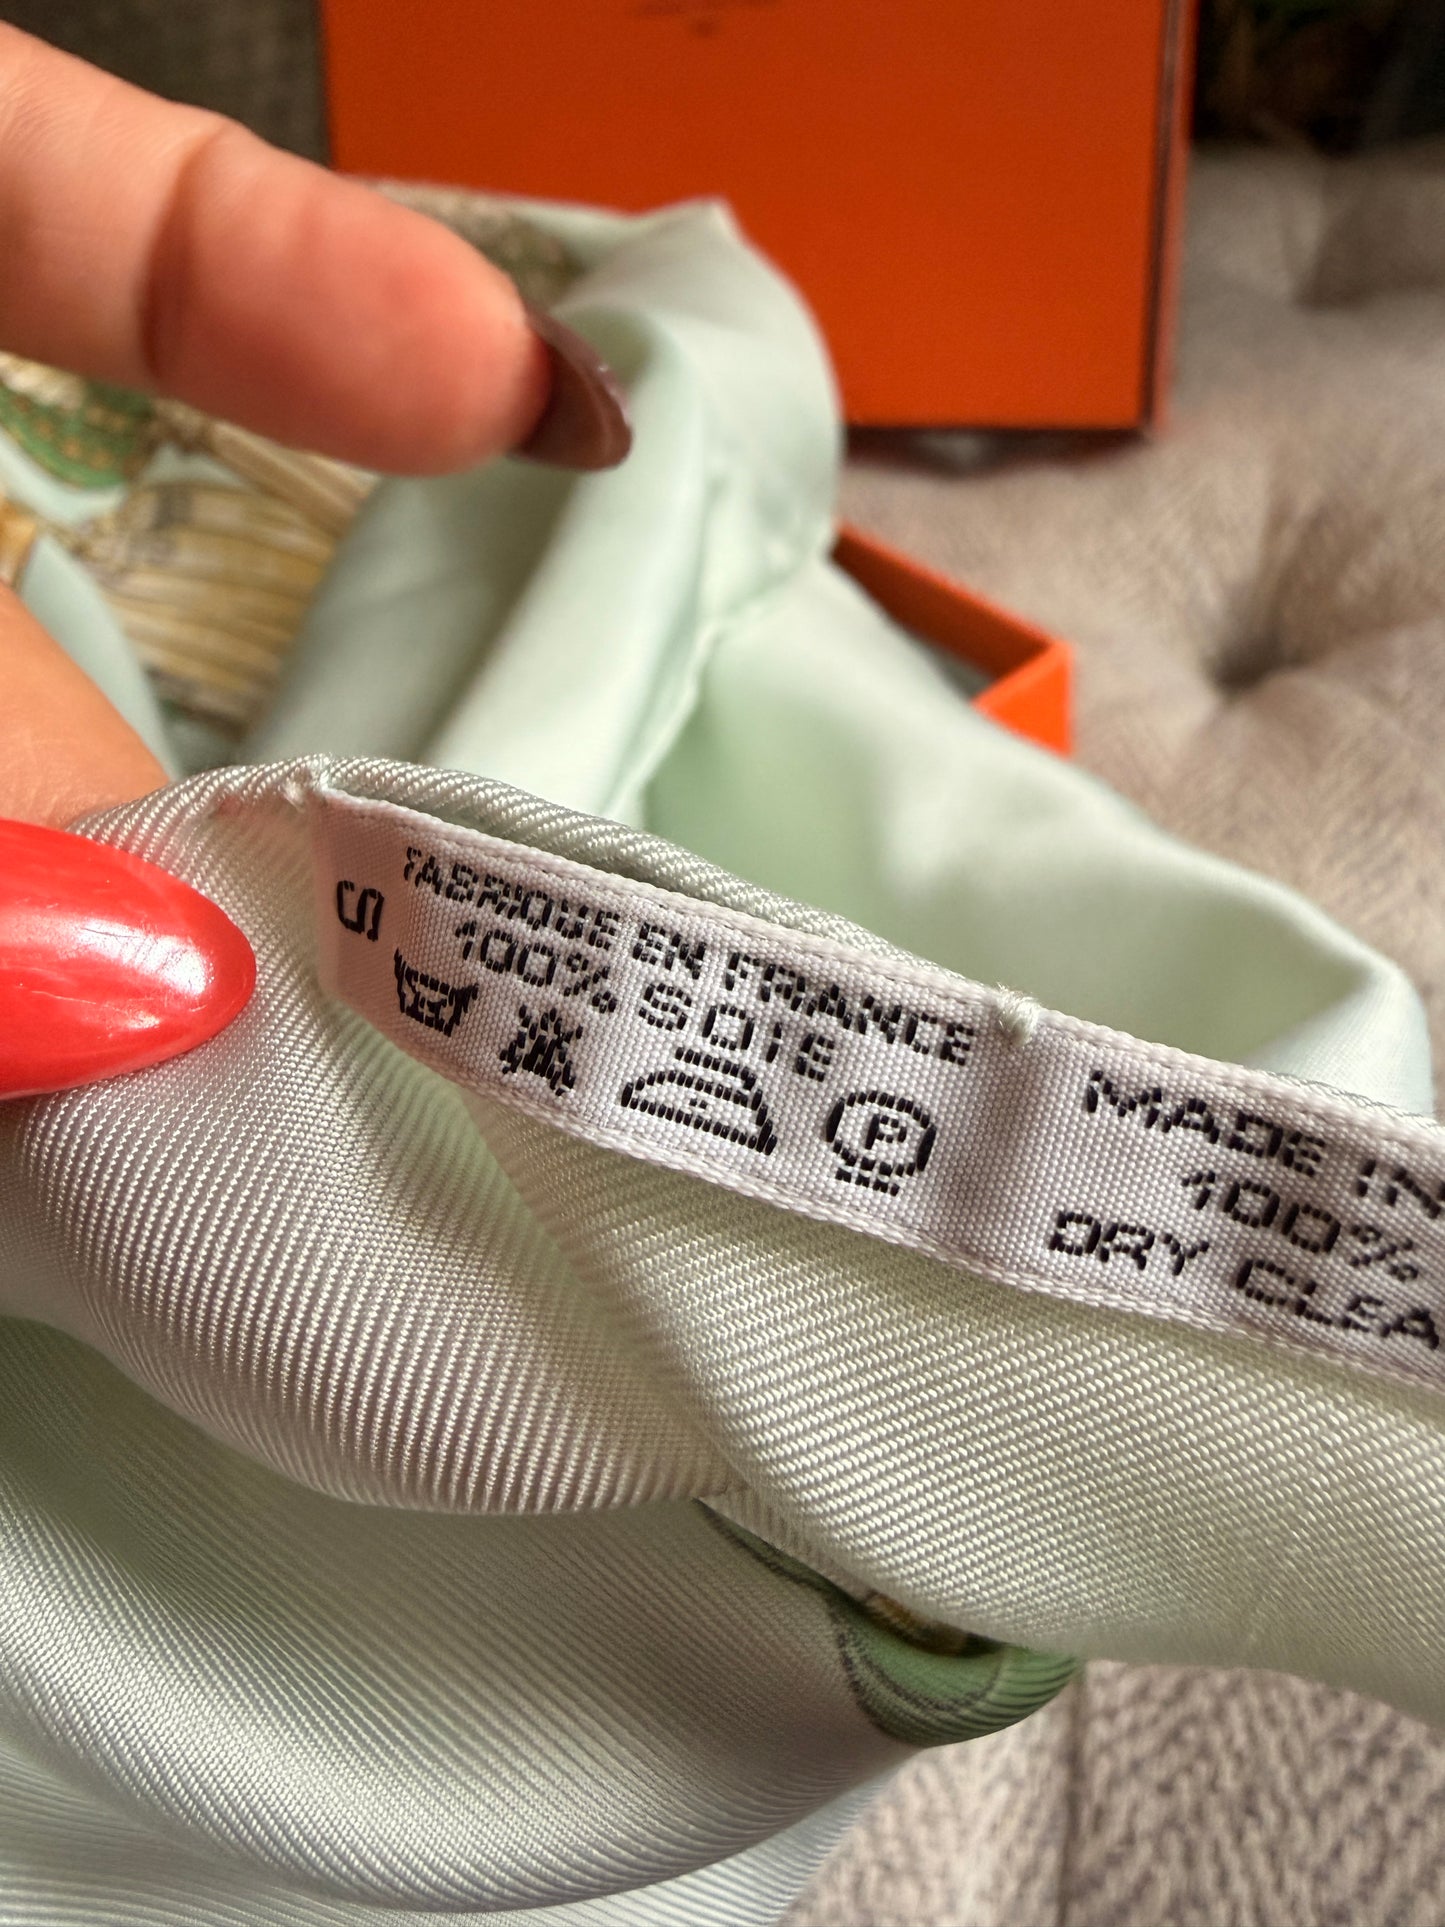 S
FABRIQUE EN FRANCE
100% SOIE
P
MADE IN
100%
DRY CLEA